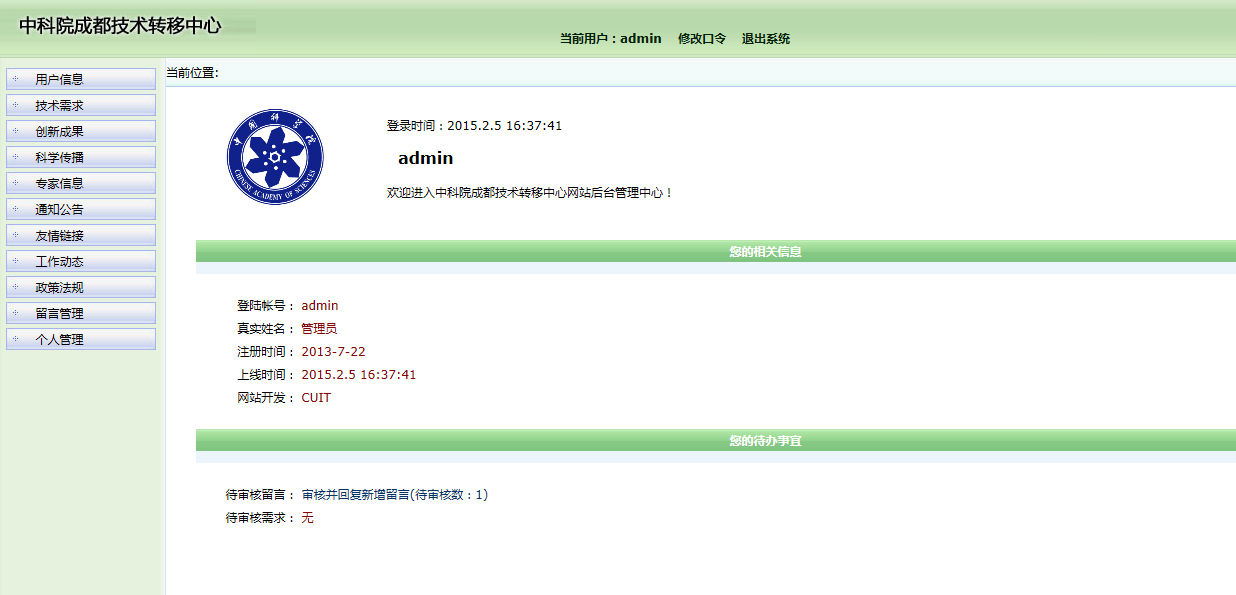 中科院成都技术转移中心
当前用户：admin 修改口令 退出系统
用户信息
技术需求
创新成果
科学传播
专家信息
通知公告
友情链接
工作动态
政策法规
留言管理
个人管理
当前位置:
中国科学院
CHINESE ACADEMY OF SCIENCES
登录时间：2015.2.5 16:37:41
admin
欢迎进入中科院成都技术转移中心网站后台管理中心！
您的相关信息
登陆帐号： admin
真实姓名： 管理员
注册时间： 2013-7-22
上线时间： 2015.2.5 16:37:41
网站开发： CUIT
您的待办事宜
待审核留言： 审核并回复新增留言(待审核数：1)
待审核需求： 无